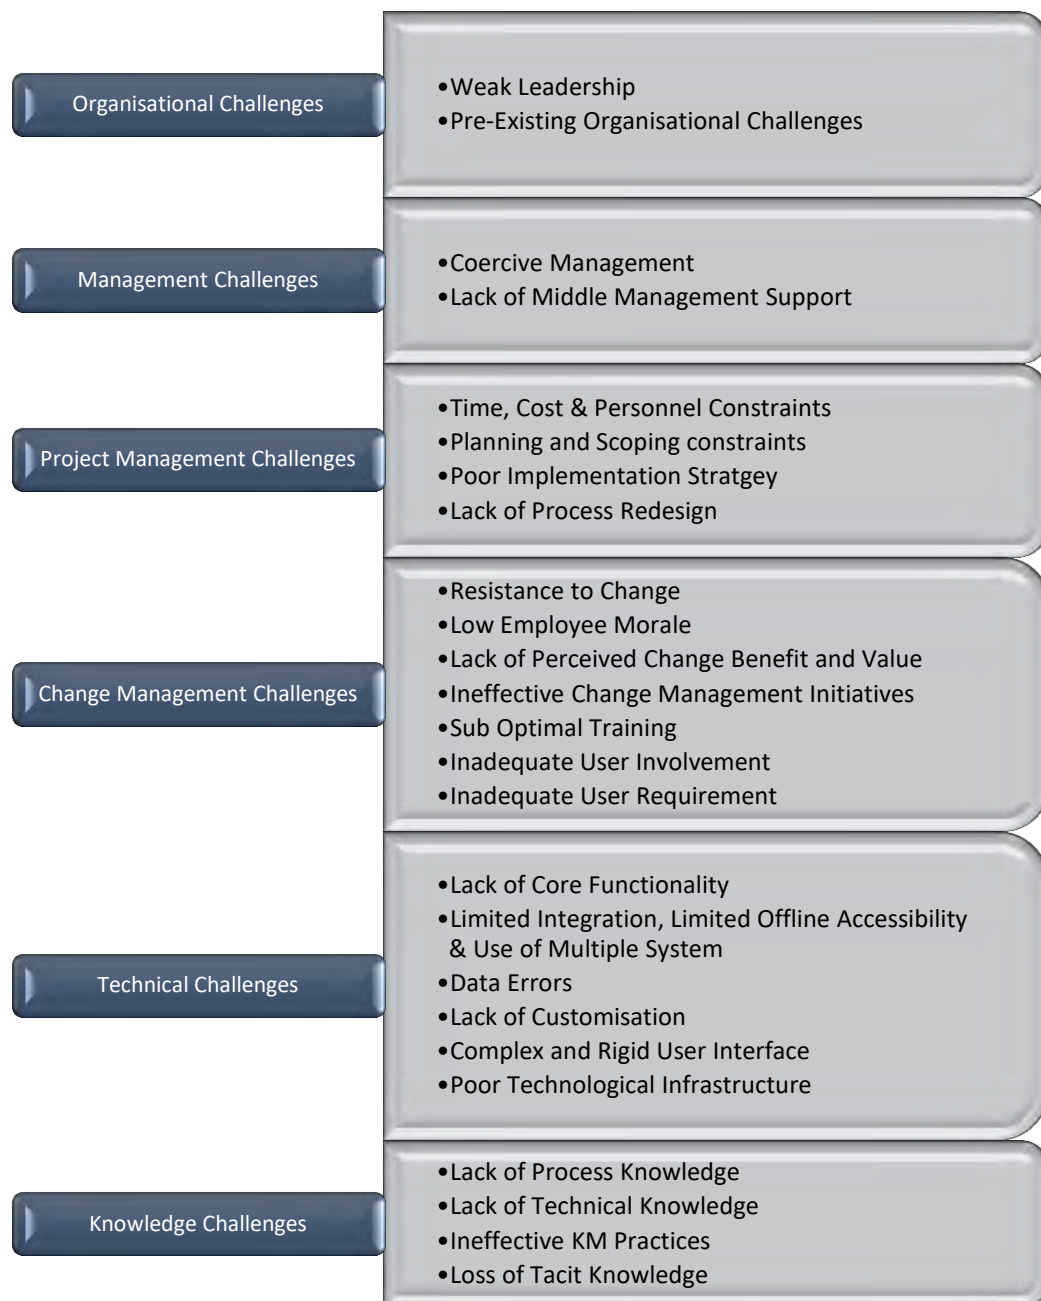 Organisational Challenges
•Weak Leadership
•Pre-Existing Organisational Challenges
Management Challenges
•Coercive Management
•Lack of Middle Management Support
Project Management Challenges
•Time, Cost & Personnel Constraints
•Planning and Scoping constraints
•Poor Implementation Stratgey
•Lack of Process Redesign
Change Management Challenges
•Resistance to Change
•Low Employee Morale
•Lack of Perceived Change Benefit and Value
•Ineffective Change Management Initiatives
•Sub Optimal Training
•Inadequate User Involvement
•Inadequate User Requirement
Technical Challenges
•Lack of Core Functionality
•Limited Integration, Limited Offline Accessibility
& Use of Multiple System
•Data Errors
•Lack of Customisation
•Complex and Rigid User Interface
•Poor Technological Infrastructure
Knowledge Challenges
•Lack of Process Knowledge
•Lack of Technical Knowledge
•Ineffective KM Practices
•Loss of Tacit Knowledge